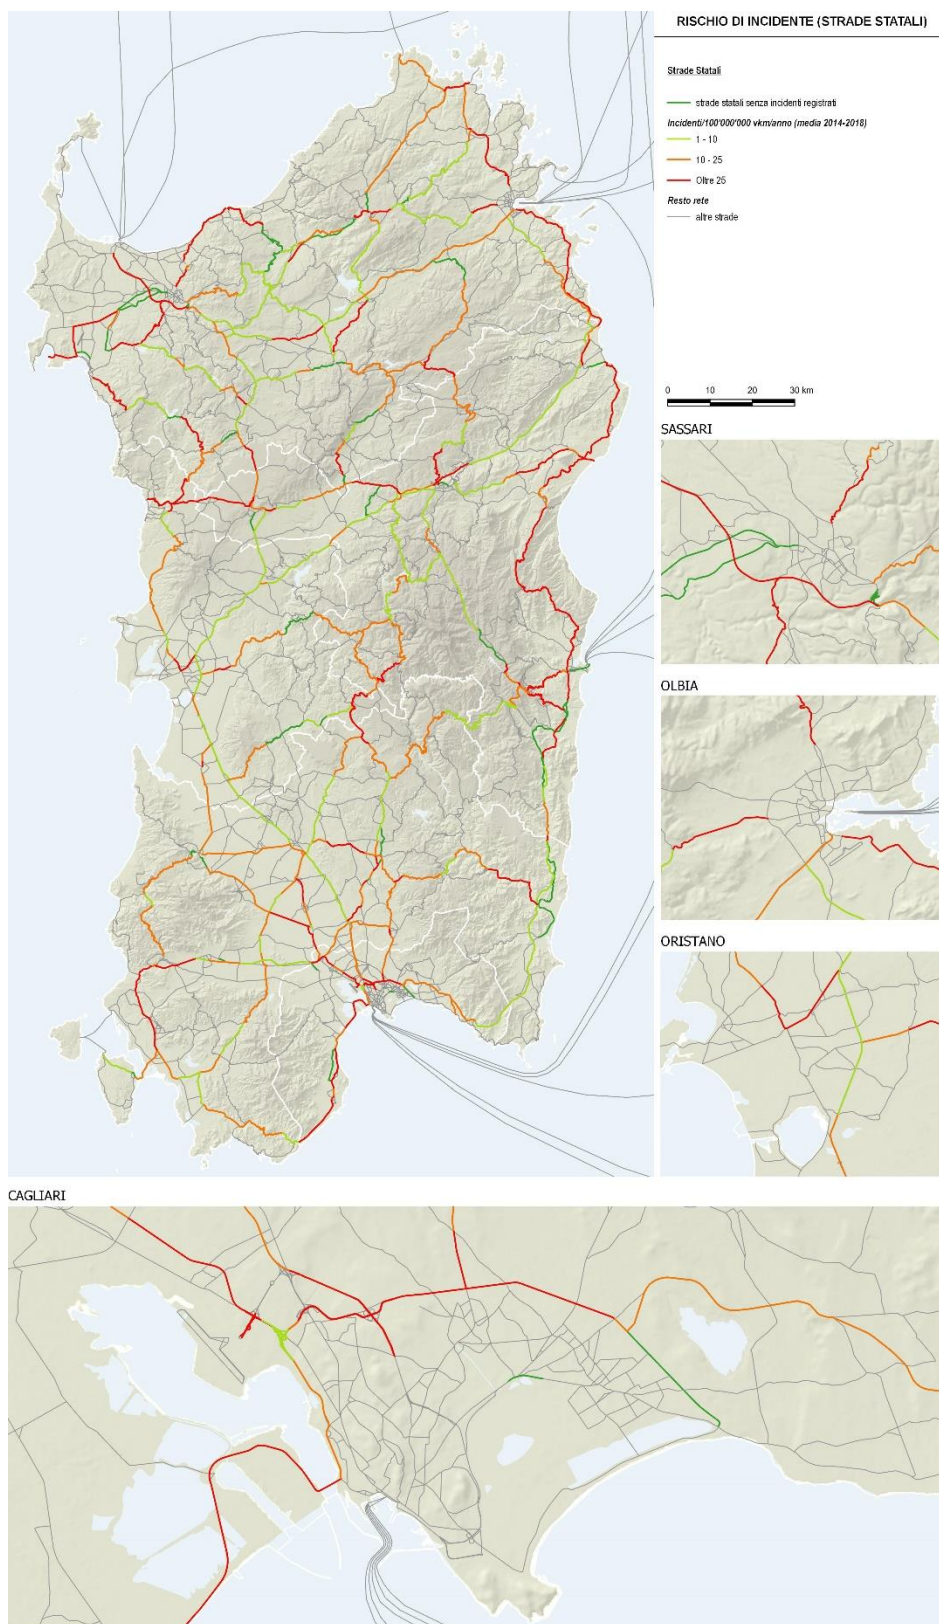 RISCHIO DI INCIDENTE (STRADE STATALI)
Strade Statali
strade statali senza incidenti registrati
Incidenti/100'000'000 vkm/anno (media 2014-2018)
1 - 10
10 - 25
Oltre 25
Resto rete
altre strade
0 10 20 30 km
SASSARI
OLBIA
ORISTANO
CAGLIARI